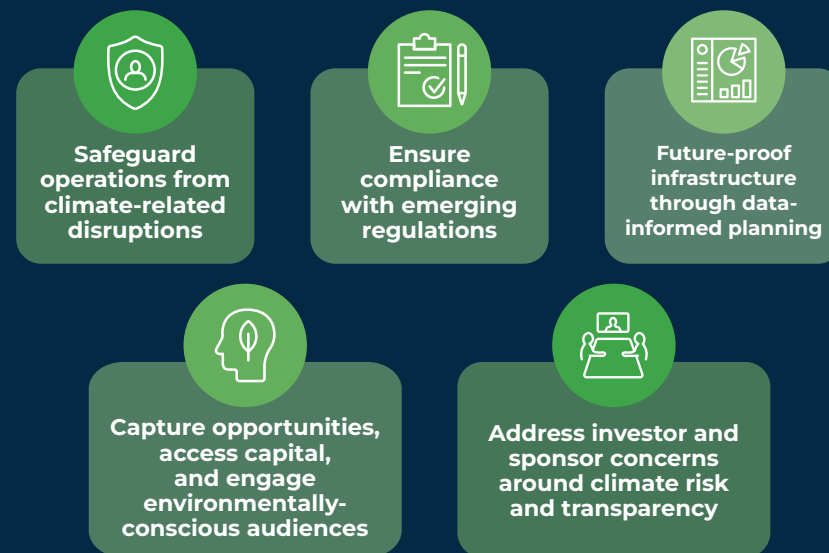 Safeguard
operations from
climate-related
disruptions
Ensure
compliance
with emerging
regulations
Future-proof
infrastructure
through data-
informed planning
Capture opportunities,
access capital,
and engage
environmentally-
conscious audiences
Address investor and
sponsor concerns
around climate risk
and transparency